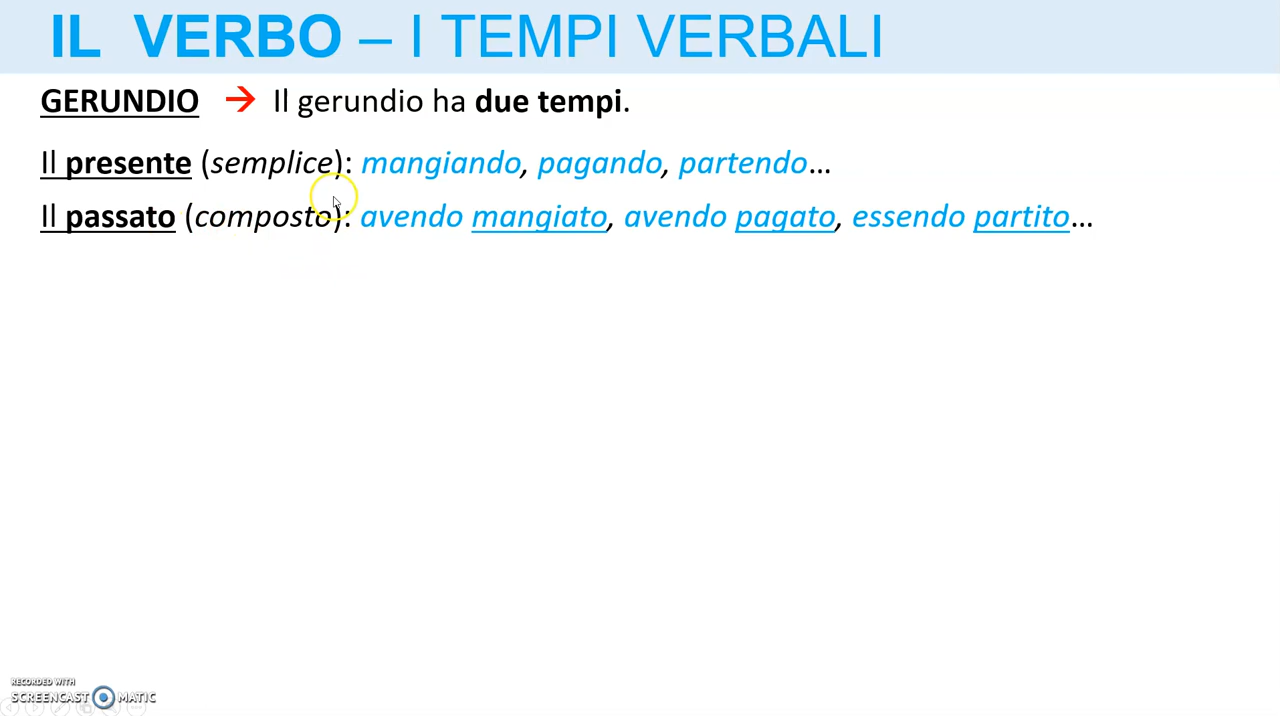 IL VERBO – I TEMPI VERBALI
GERUNDIO → Il gerundio ha due tempi.
Il presente (semplice): mangiando, pagando, partendo…
Il passato (composto): avendo mangiato, avendo pagato, essendo partito…
RECORDED WITH
SCREENCAST MATIC